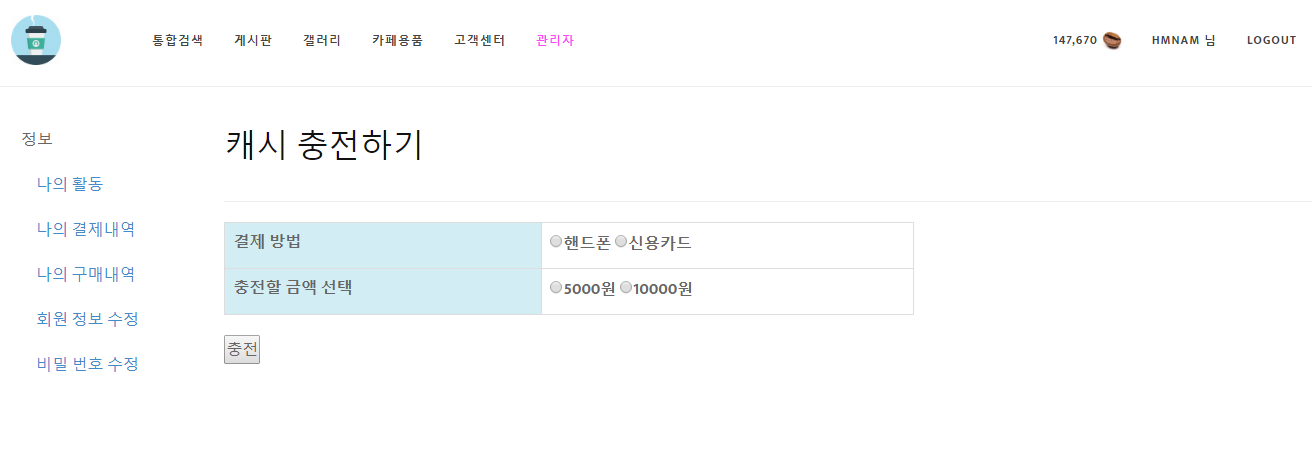 통합검색 게시판 갤러리 카페용품 고객센터 관리자 147,670 HMNAM 님 LOGOUT
정보
나의 활동
나의 결제내역
나의 구매내역
회원 정보 수정
비밀 번호 수정
캐시 충전하기
결제 방법 핸드폰 신용카드
충전할 금액 선택 5000원 10000원
충전